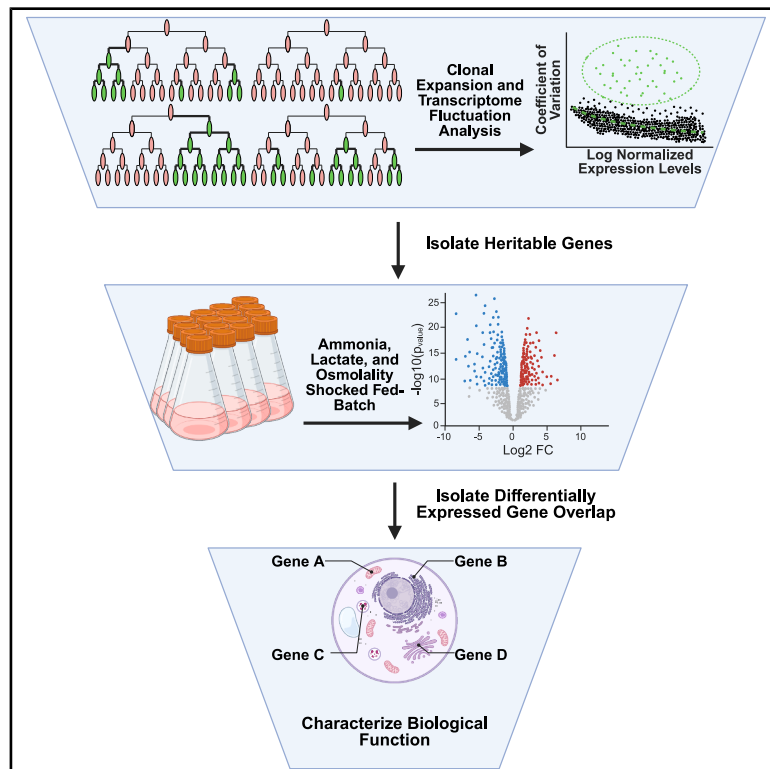 Clonal
Expansion and
Transcriptome
Fluctuation
Analysis
Coefficient of
Variation
Log Normalized
Expression Levels
Isolate Heritable Genes
Ammonia,
Lactate, and
Osmolality
Shocked Fed-
Batch
-log10(pvalue)
25
20
15
10
5
0
-10
-5
0
5
10
Log2 FC
Isolate Differentially
Expressed Gene Overlap
Gene A
Gene B
Gene C
Gene D
Characterize Biological
Function